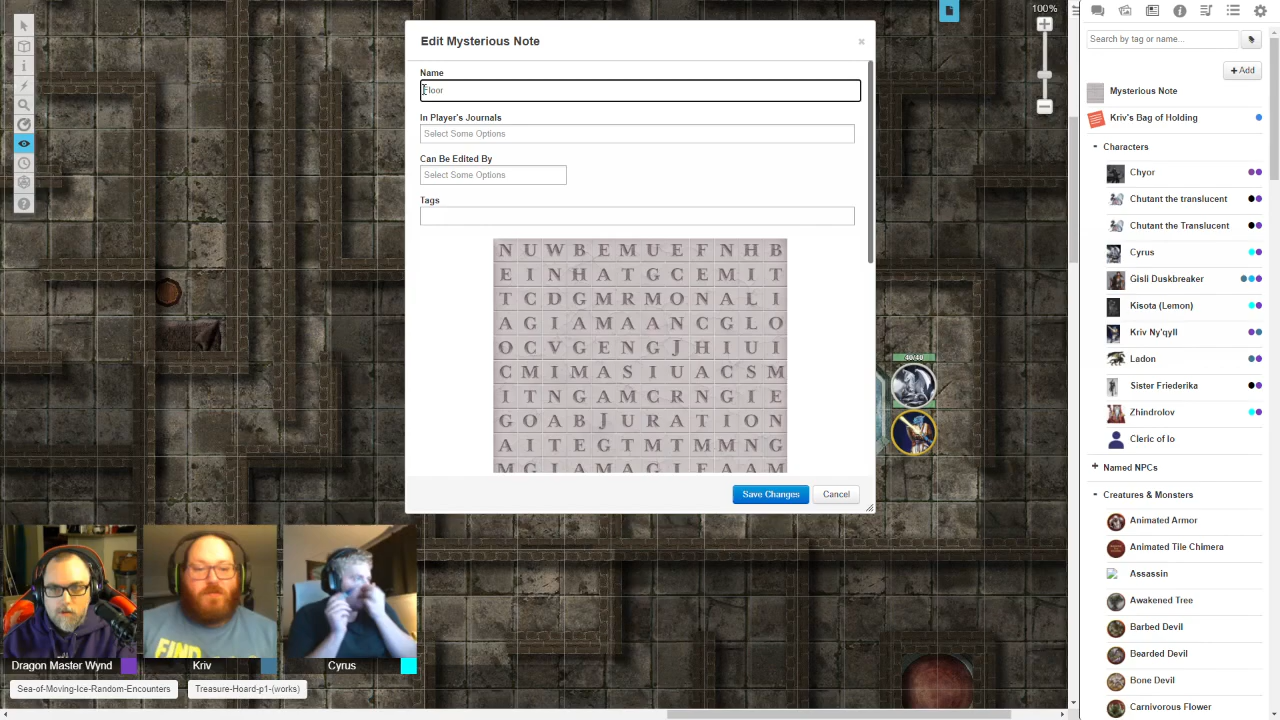 100%
Edit Mysterious Note
×
Name
Floor
In Player's Journals
Select Some Options
Can Be Edited By
Select Some Options
Tags
N U W B E M U E F N H B
E I N H A T G C E M I T
T C D G M R M O N A L I
A G I A M A A N C G L O
O C V G E N G J H I U I
C M I M A S I U A C S M
I T N G A M C R N G I E
G O A B J U R A T I O N
A I T E G T M T M M N G
M G I A M A G I F A A M
Save Changes
Cancel
40/40
Search by tag or name...
+ Add
Mysterious Note
Kriv's Bag of Holding
Characters
Chyor
Chutant the translucent
Chutant the Translucent
Cyrus
Gisll Duskbreaker
Kisota (Lemon)
Kriv Ny'qyll
Ladon
Sister Friederika
Zhindrolov
Cleric of Io
Named NPCs
Creatures & Monsters
Animated Armor
Animated Tile Chimera
Assassin
Awakened Tree
Barbed Devil
Bearded Devil
Bone Devil
Carnivorous Flower
FIND
Dragon Master Wynd
Kriv
Cyrus
Sea-of-Moving-Ice-Random-Encounters
Treasure-Hoard-p1-(works)